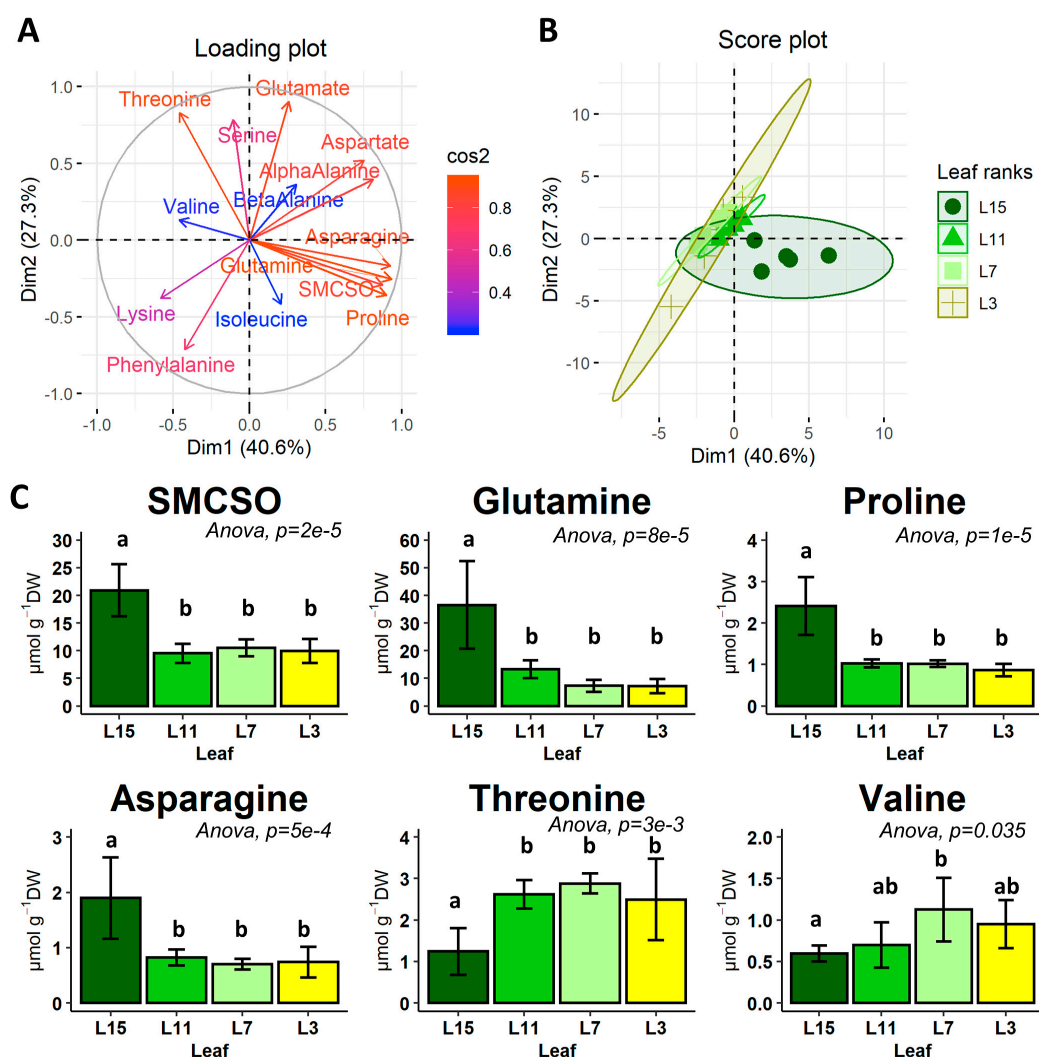 A
Loading plot
1.0
0.5
0.0
-0.5
-1.0
Dim2 (27.3%)
Threonine
Glutamate
Serine
Aspartate
AlphaAlanine
BetaAlanine
Valine
Asparagine
Glutamine
SMCSO
Proline
Lysine
Isoleucine
Phenylalanine
-1.0 -0.5 0.0 0.5 1.0
Dim1 (40.6%)
cos2
0.8
0.6
0.4
B
Score plot
10
5
0
-5
-10
Dim2 (27.3%)
-5 0 5 10
Dim1 (40.6%)
Leaf ranks
L15
L11
L7
L3
C
SMCSO
Anova, p=2e-5
µmol g⁻¹DW
30
25
20
15
10
5
0
a b b b
L15 L11 L7 L3
Leaf
Glutamine
Anova, p=8e-5
µmol g⁻¹DW
60
50
40
30
20
10
0
a b b b
L15 L11 L7 L3
Leaf
Proline
Anova, p=1e-5
µmol g⁻¹DW
4
3
2
1
0
a b b b
L15 L11 L7 L3
Leaf
Asparagine
Anova, p=5e-4
µmol g⁻¹DW
3
2
1
0
a b b b
L15 L11 L7 L3
Leaf
Threonine
Anova, p=3e-3
µmol g⁻¹DW
4
3
2
1
0
a b b b
L15 L11 L7 L3
Leaf
Valine
Anova, p=0.035
µmol g⁻¹DW
2.0
1.5
1.0
0.5
0.0
a ab b ab
L15 L11 L7 L3
Leaf